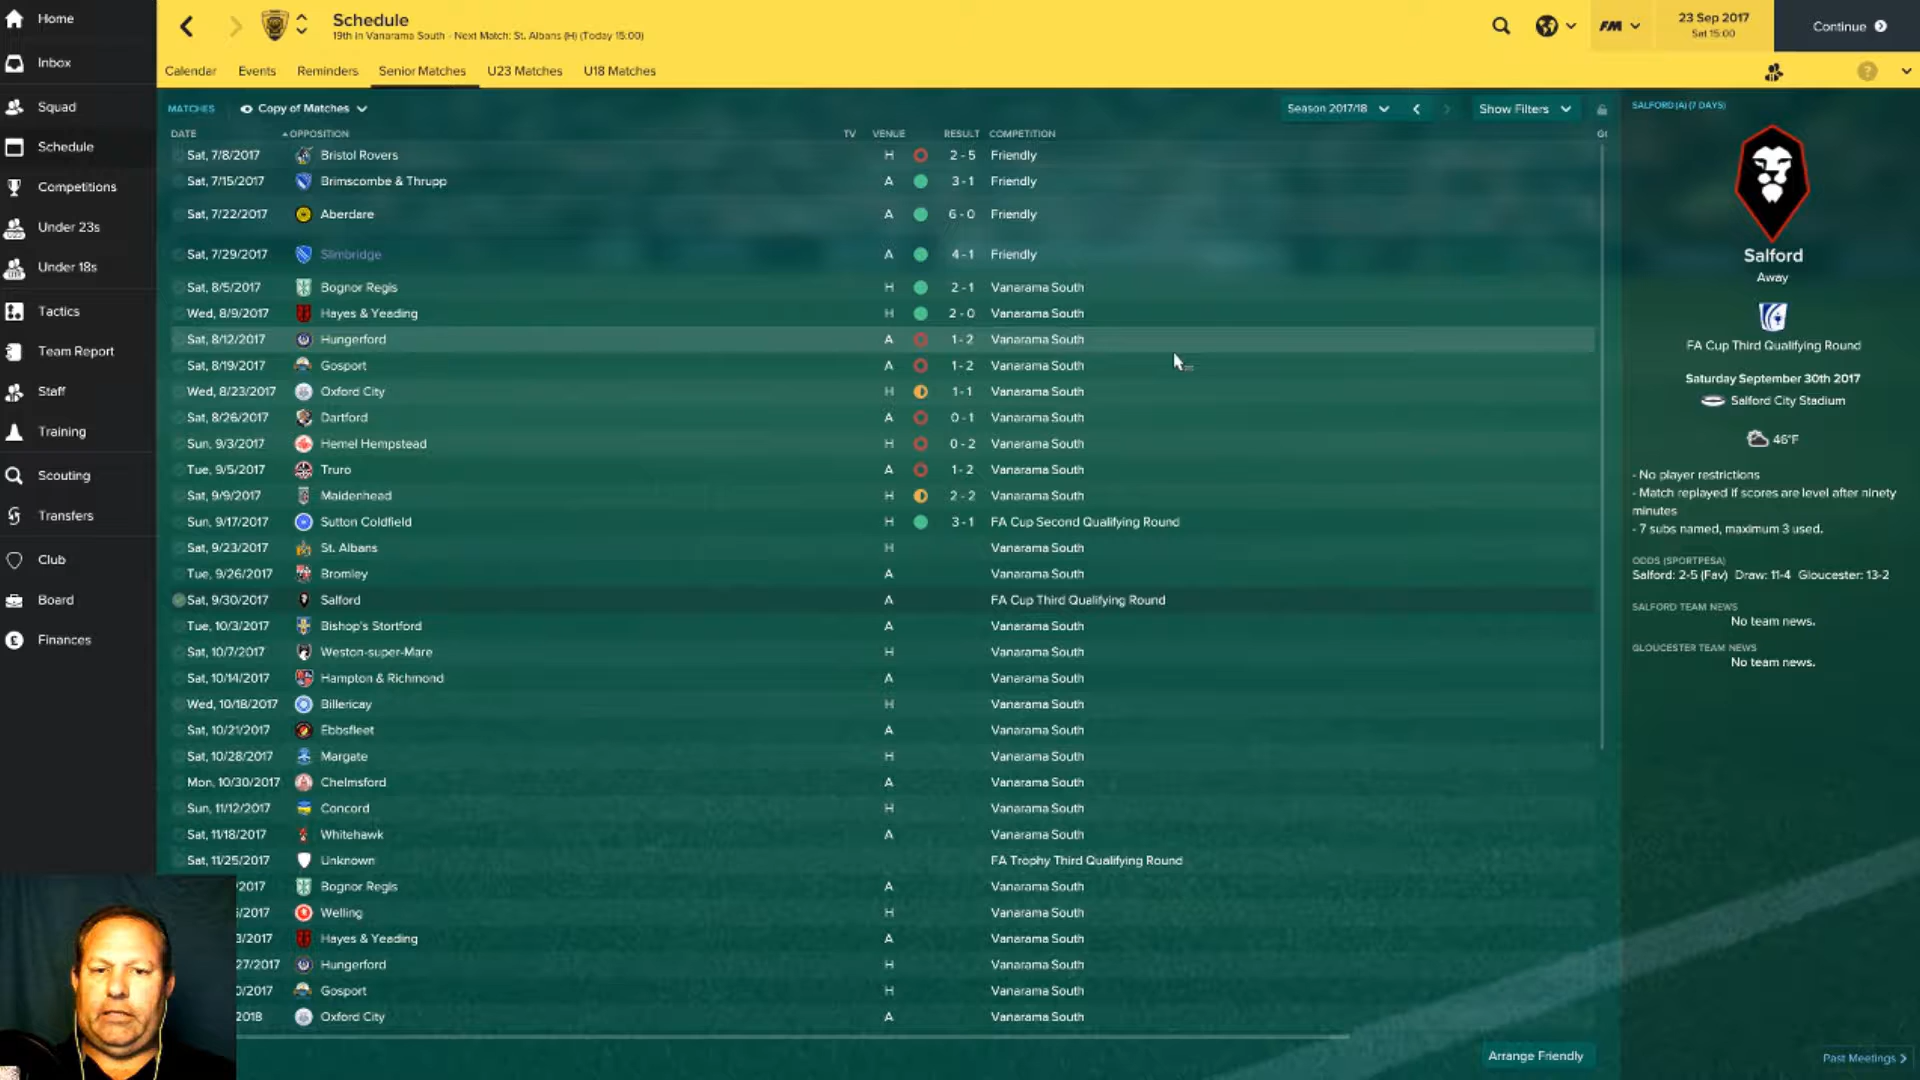 Home
Inbox
Squad
Schedule
Competitions
Under 23s
Under 18s
Tactics
Team Report
Staff
Training
Scouting
Transfers
Club
Board
Finances
Schedule
19th in Vanarama South - Next Match: St. Albans (H) (Today 15:00)
FM
23 Sep 2017
Sat 15:00
Continue
Calendar Events Reminders Senior Matches U23 Matches U18 Matches
?
MATCHES Copy of Matches Season 2017/18 Show Filters
DATE OPPOSITION TV VENUE RESULT COMPETITION
Sat, 7/8/2017 Bristol Rovers H 2 - 5 Friendly
Sat, 7/15/2017 Brimscombe & Thrupp A 3 - 1 Friendly
Sat, 7/22/2017 Aberdare A 6 - 0 Friendly
Sat, 7/29/2017 Slimbridge A 4 - 1 Friendly
Sat, 8/5/2017 Bognor Regis H 2 - 1 Vanarama South
Wed, 8/9/2017 Hayes & Yeading H 2 - 0 Vanarama South
Sat, 8/12/2017 Hungerford A 1 - 2 Vanarama South
Sat, 8/19/2017 Gosport A 1 - 2 Vanarama South
Wed, 8/23/2017 Oxford City H 1 - 1 Vanarama South
Sat, 8/26/2017 Dartford A 0 - 1 Vanarama South
Sun, 9/3/2017 Hemel Hempstead H 0 - 2 Vanarama South
Tue, 9/5/2017 Truro A 1 - 2 Vanarama South
Sat, 9/9/2017 Maidenhead H 2 - 2 Vanarama South
Sun, 9/17/2017 Sutton Coldfield H 3 - 1 FA Cup Second Qualifying Round
Sat, 9/23/2017 St. Albans H Vanarama South
Tue, 9/26/2017 Bromley A Vanarama South
Sat, 9/30/2017 Salford A FA Cup Third Qualifying Round
Tue, 10/3/2017 Bishop's Stortford A Vanarama South
Sat, 10/7/2017 Weston-super-Mare H Vanarama South
Sat, 10/14/2017 Hampton & Richmond A Vanarama South
Wed, 10/18/2017 Billericay H Vanarama South
Sat, 10/21/2017 Ebbsfleet A Vanarama South
Sat, 10/28/2017 Margate H Vanarama South
Mon, 10/30/2017 Chelmsford A Vanarama South
Sun, 11/12/2017 Concord H Vanarama South
Sat, 11/18/2017 Whitehawk A Vanarama South
Sat, 11/25/2017 Unknown FA Trophy Third Qualifying Round
2017 Bognor Regis A Vanarama South
/2017 Welling H Vanarama South
3/2017 Hayes & Yeading A Vanarama South
27/2017 Hungerford H Vanarama South
0/2017 Gosport H Vanarama South
2018 Oxford City A Vanarama South
Arrange Friendly
SALFORD (A) (7 DAYS)
Salford
Away
FA Cup Third Qualifying Round
Saturday September 30th 2017
Salford City Stadium
46°F
- No player restrictions
- Match replayed if scores are level after ninety
minutes
- 7 subs named, maximum 3 used.
ODDS (SPORTPESA)
Salford: 2-5 (Fav) Draw: 11-4 Gloucester: 13-2
SALFORD TEAM NEWS
No team news.
GLOUCESTER TEAM NEWS
No team news.
Past Meetings